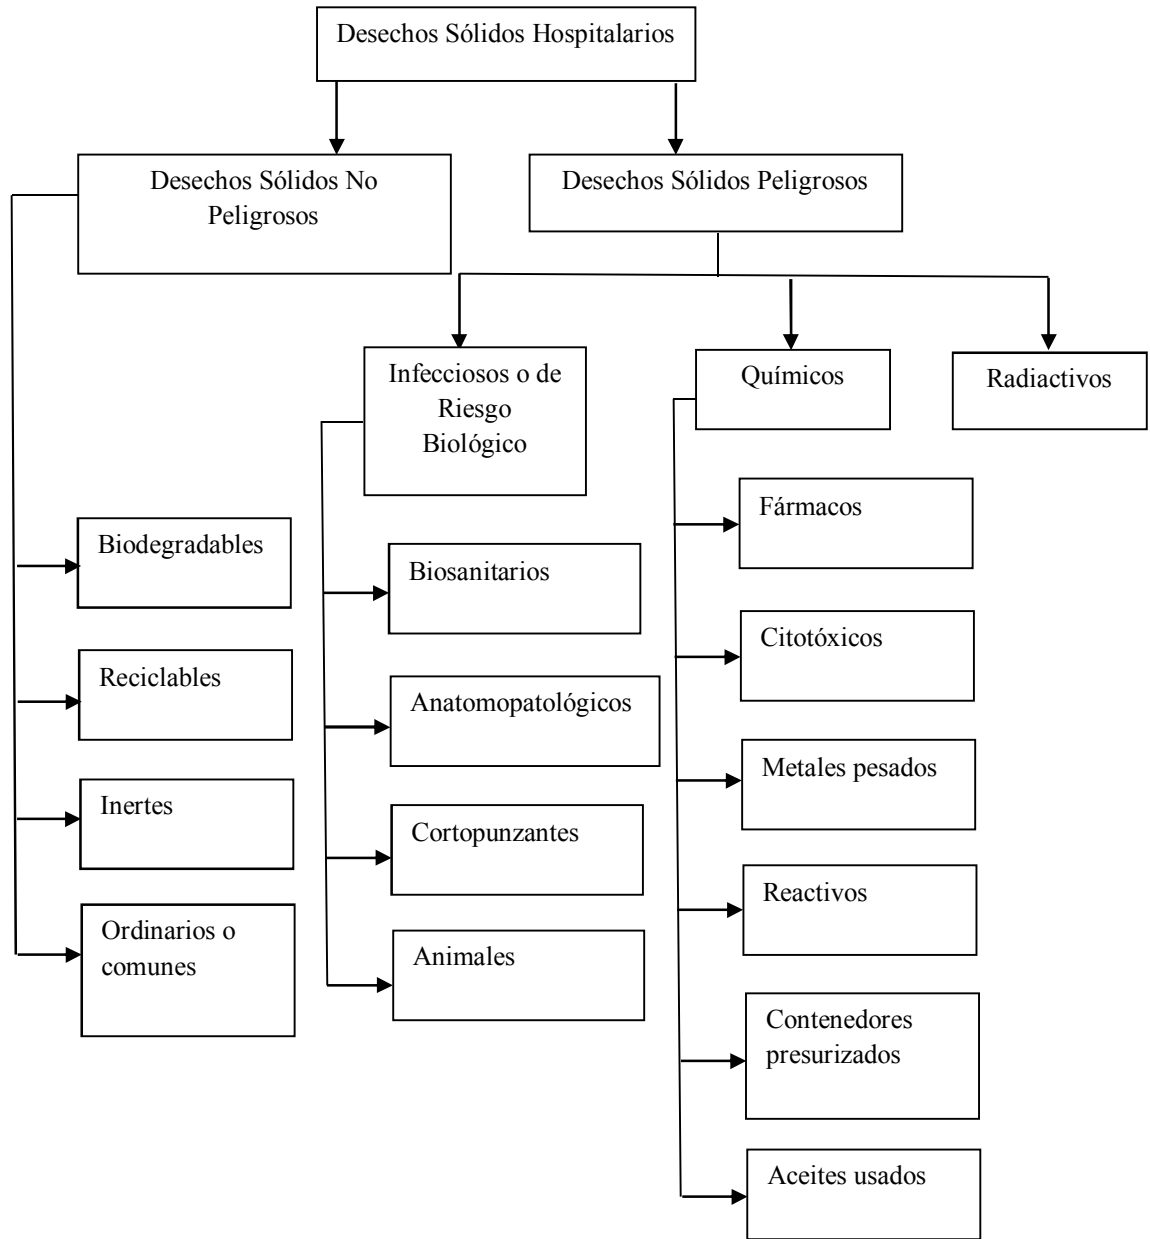 Desechos Sólidos Hospitalarios
Desechos Sólidos No
Peligrosos
Desechos Sólidos Peligrosos
Infecciosos o de
Riesgo
Biológico
Químicos
Radiactivos
Biodegradables
Reciclables
Inertes
Ordinarios o
comunes
Biosanitarios
Anatomopatológicos
Cortopunzantes
Animales
Fármacos
Citotóxicos
Metales pesados
Reactivos
Contenedores
presurizados
Aceites usados